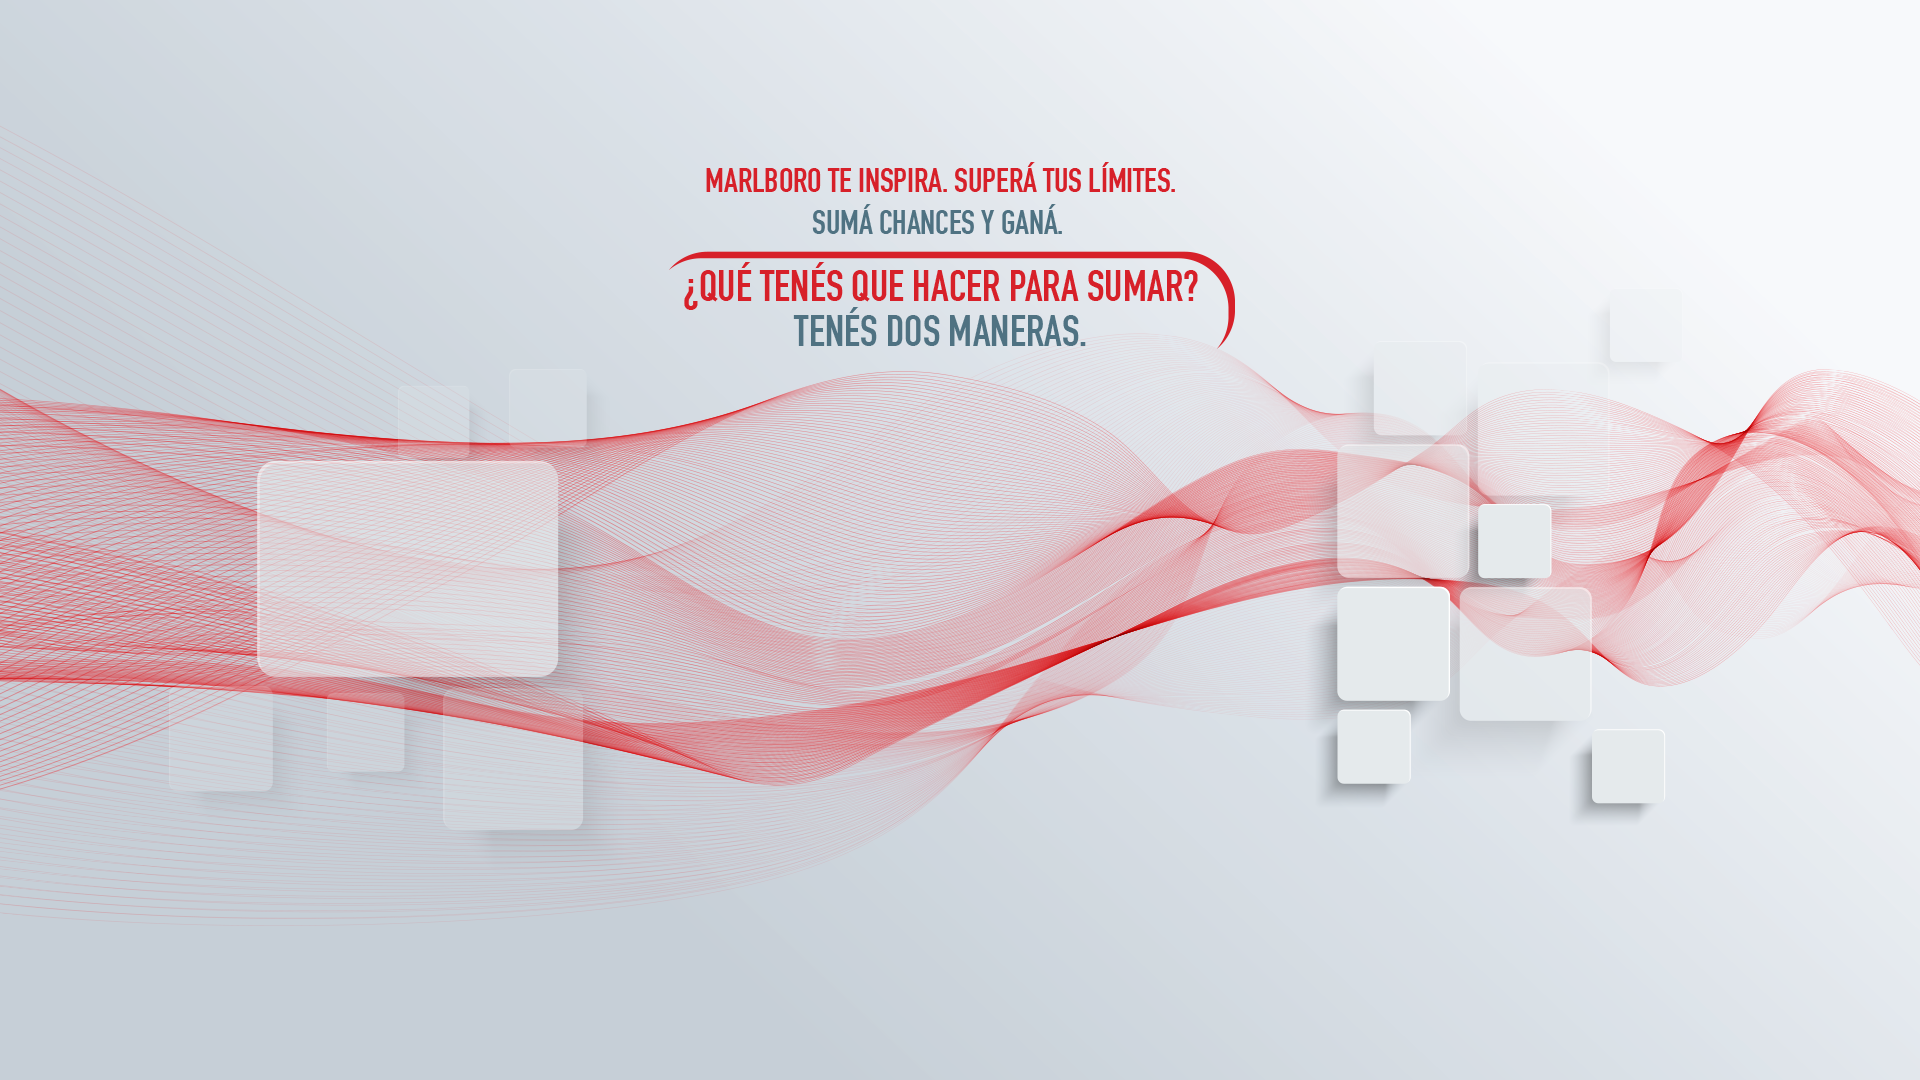 MARLBORO TE INSPIRA. SUPERÁ TUS LÍMITES.
SUMÁ CHANCES Y GANÁ.
¿QUÉ TENÉS QUE HACER PARA SUMAR?
TENÉS DOS MANERAS.